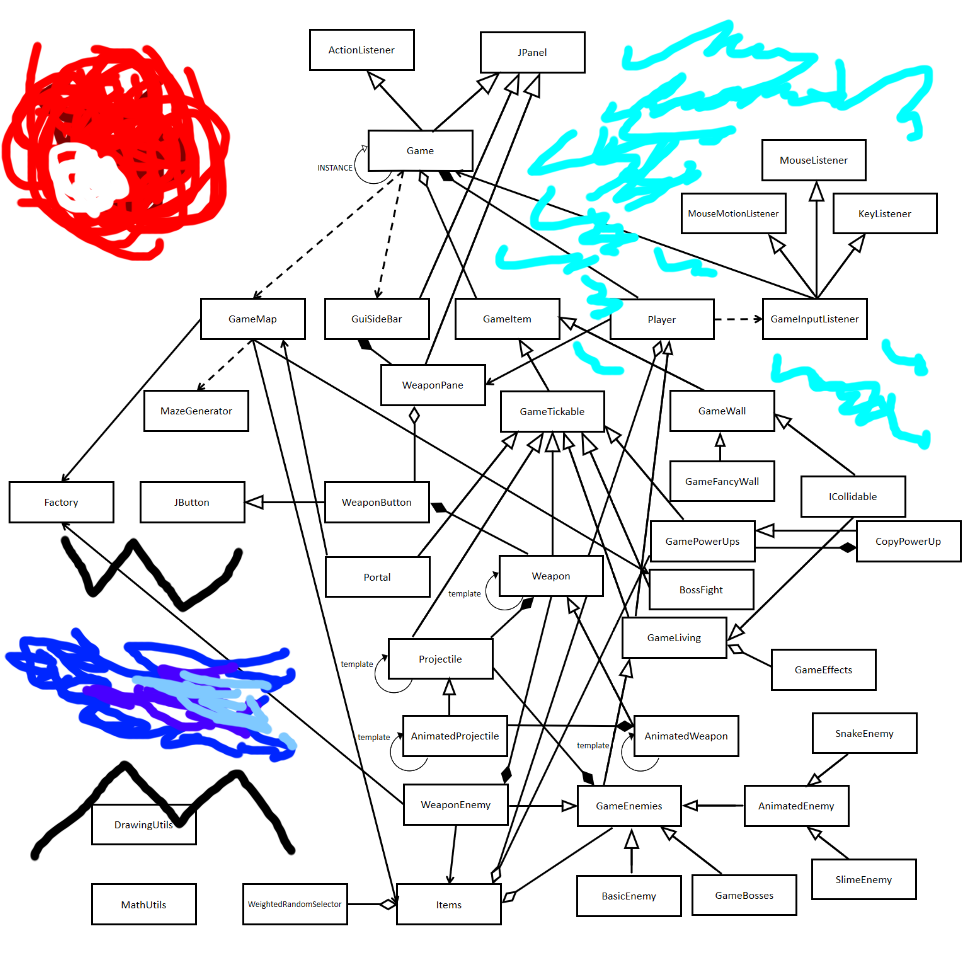 ActionListener
JPanel
Game
INSTANCE
MouseListener
MouseMotionListener
KeyListener
GameMap
GuiSideBar
GameItem
Player
GameInputListener
WeaponPane
MazeGenerator
GameTickable
GameWall
GameFancyWall
Factory
JButton
WeaponButton
ICollidable
GamePowerUps
CopyPowerUp
Portal
Weapon
template
BossFight
GameLiving
Projectile
template
GameEffects
AnimatedProjectile
template
AnimatedWeapon
template
SnakeEnemy
WeaponEnemy
GameEnemies
AnimatedEnemy
DrawingUtils
SlimeEnemy
BasicEnemy
GameBosses
MathUtils
WeightedRandomSelector
Items